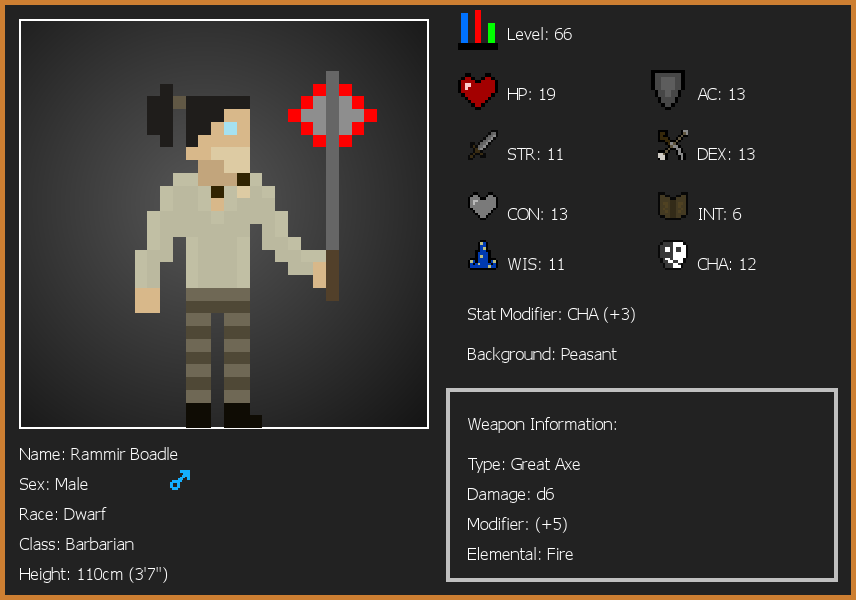 Level: 66
HP: 19
AC: 13
STR: 11
DEX: 13
CON: 13
INT: 6
WIS: 11
CHA: 12
Stat Modifier: CHA (+3)
Background: Peasant
Weapon Information:
Type: Great Axe
Damage: d6
Modifier: (+5)
Elemental: Fire
Name: Rammir Boadle
Sex: Male
Race: Dwarf
Class: Barbarian
Height: 110cm (3'7")